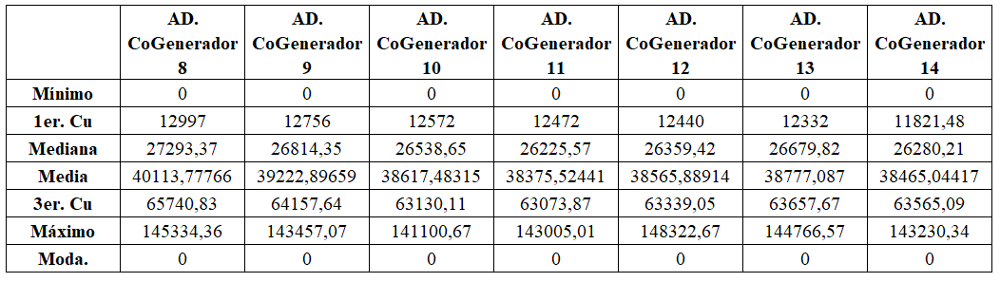 AD. CoGenerador 8 AD. CoGenerador 9 AD. CoGenerador 10 AD. CoGenerador 11 AD. CoGenerador 12 AD. CoGenerador 13 AD. CoGenerador 14
Mínimo 0 0 0 0 0 0 0
1er. Cu 12997 12756 12572 12472 12440 12332 11821,48
Mediana 27293,37 26814,35 26538,65 26225,57 26359,42 26679,82 26280,21
Media 40113,77766 39222,89659 38617,48315 38375,52441 38565,88914 38777,087 38465,04417
3er. Cu 65740,83 64157,64 63130,11 63073,87 63339,05 63657,67 63565,09
Máximo 145334,36 143457,07 141100,67 143005,01 148322,67 144766,57 143230,34
Moda. 0 0 0 0 0 0 0